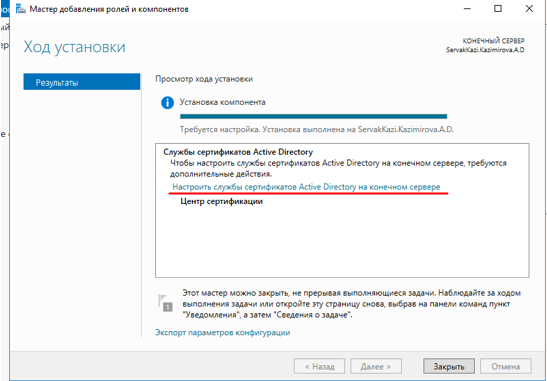 Мастер добавления ролей и компонентов
Ход установки
КОНЕЧНЫЙ СЕРВЕР
ServakKazi.Kazimirova.A.D
Результаты
Просмотр хода установки
Установка компонента
Требуется настройка. Установка выполнена на ServakKazi.Kazimirova.A.D.
Службы сертификатов Active Directory
Чтобы настроить службы сертификатов Active Directory на конечном сервере, требуются
дополнительные действия.
Настроить службы сертификатов Active Directory на конечном сервере
Центр сертификации
1
Этот мастер можно закрыть, не прерывая выполняющиеся задачи. Наблюдайте за ходом
выполнения задачи или откройте эту страницу снова, выбрав на панели команд пункт
"Уведомления", а затем "Сведения о задаче".
Экспорт параметров конфигурации
< Назад
Далее >
Закрыть
Отмена